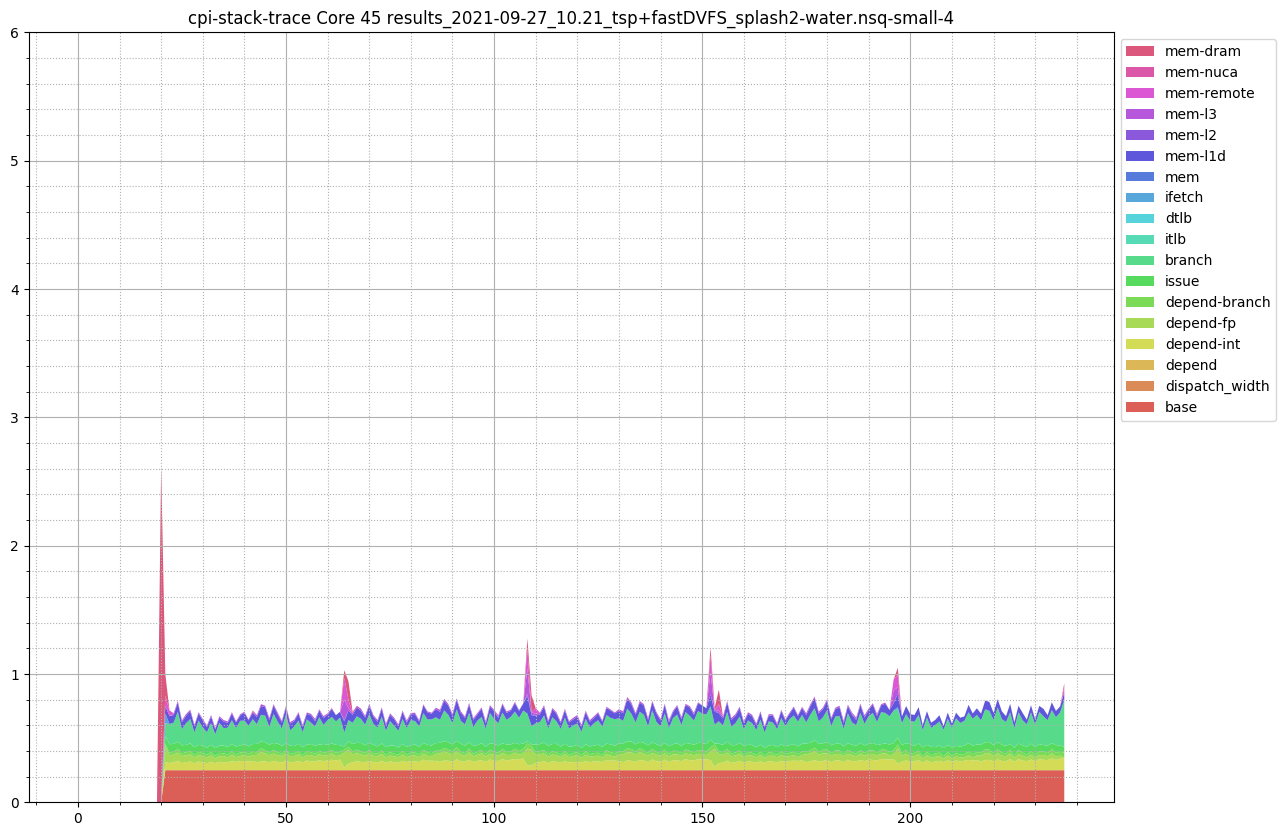 cpi-stack-trace Core 45 results_2021-09-27_10.21_tsp+fastDVFS_splash2-water.nsq-small-4
6
5
4
3
2
1
0
0 50 100 150 200
mem-dram
mem-nuca
mem-remote
mem-l3
mem-l2
mem-l1d
mem
ifetch
dtlb
itlb
branch
issue
depend-branch
depend-fp
depend-int
depend
dispatch_width
base